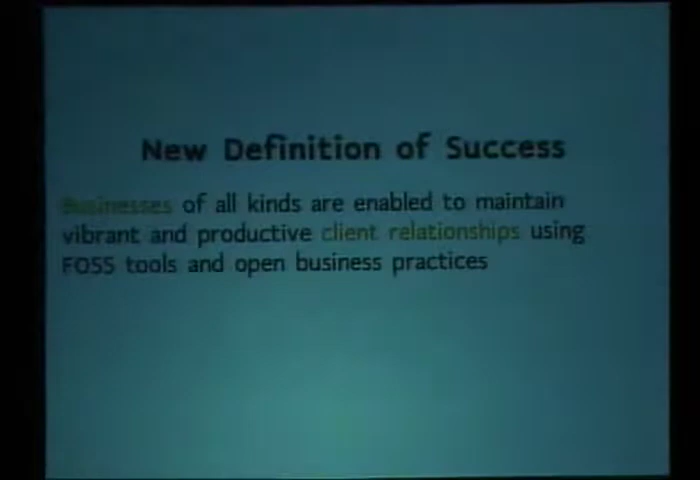 New Definition of Success
Businesses of all kinds are enabled to maintain
vibrant and productive client relationships using
FOSS tools and open business practices